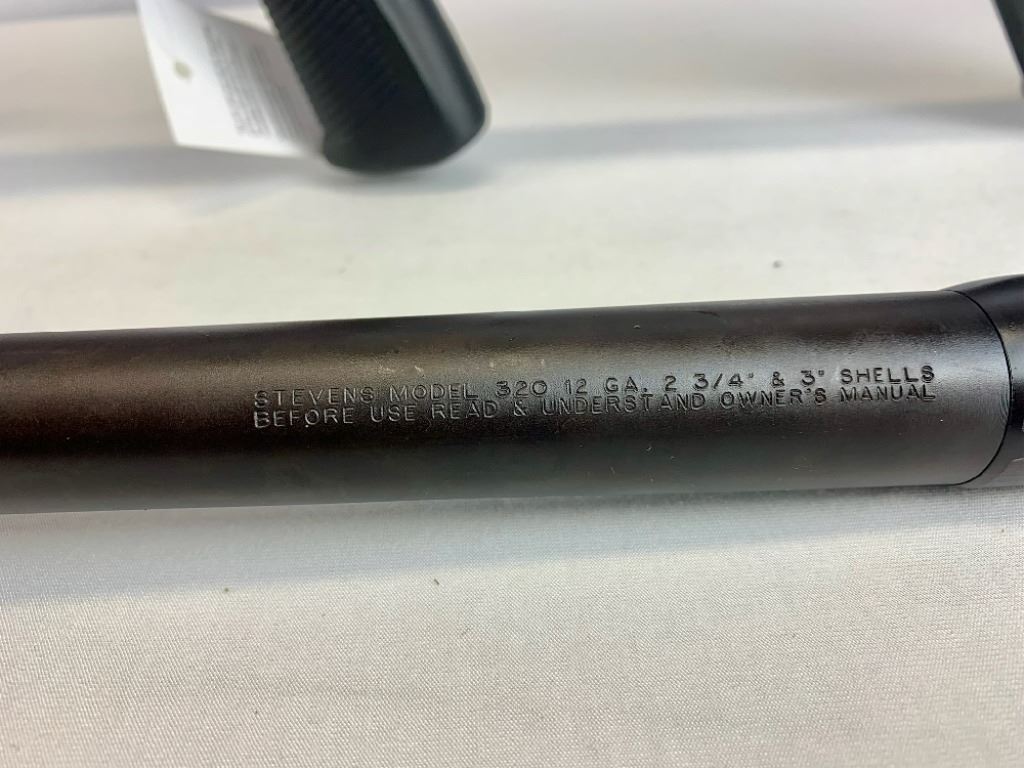 STEVENS MODEL 320 12 GA. 2 3/4" & 3" SHELLS
BEFORE USE READ & UNDERSTAND OWNER'S MANUAL